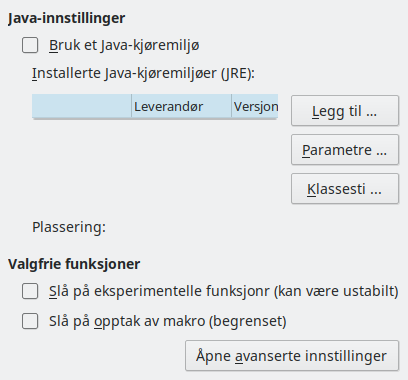 Java-innstillinger
Bruk et Java-kjøremiljø
Installerte Java-kjøremiljøer (JRE):
Leverandør Versjon
Legg til ...
Parametre ...
Klassesti ...
Plassering:
Valgfrie funksjoner
Slå på eksperimentelle funksjonr (kan være ustabilt)
Slå på opptak av makro (begrenset)
Åpne avanserte innstillinger